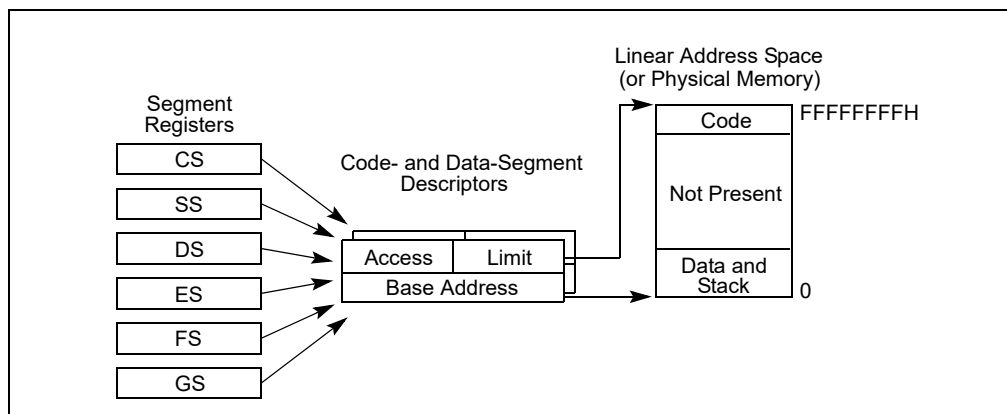 Linear Address Space
(or Physical Memory)
Segment
Registers
CS
SS
DS
ES
FS
GS
Code- and Data-Segment
Descriptors
Access
Limit
Base Address
Code
FFFFFFFFH
Not Present
Data and
Stack
0